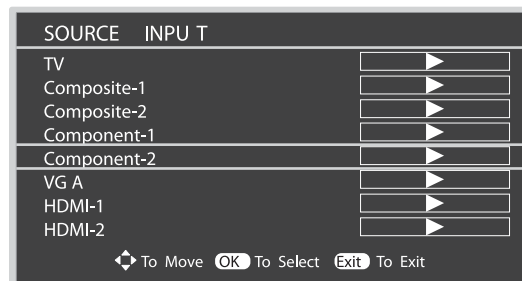 SOURCE INPU T
TV
Composite-1
Composite-2
Component-1
Component-2
VG A
HDMI-1
HDMI-2
To Move OK To Select Exit To Exit